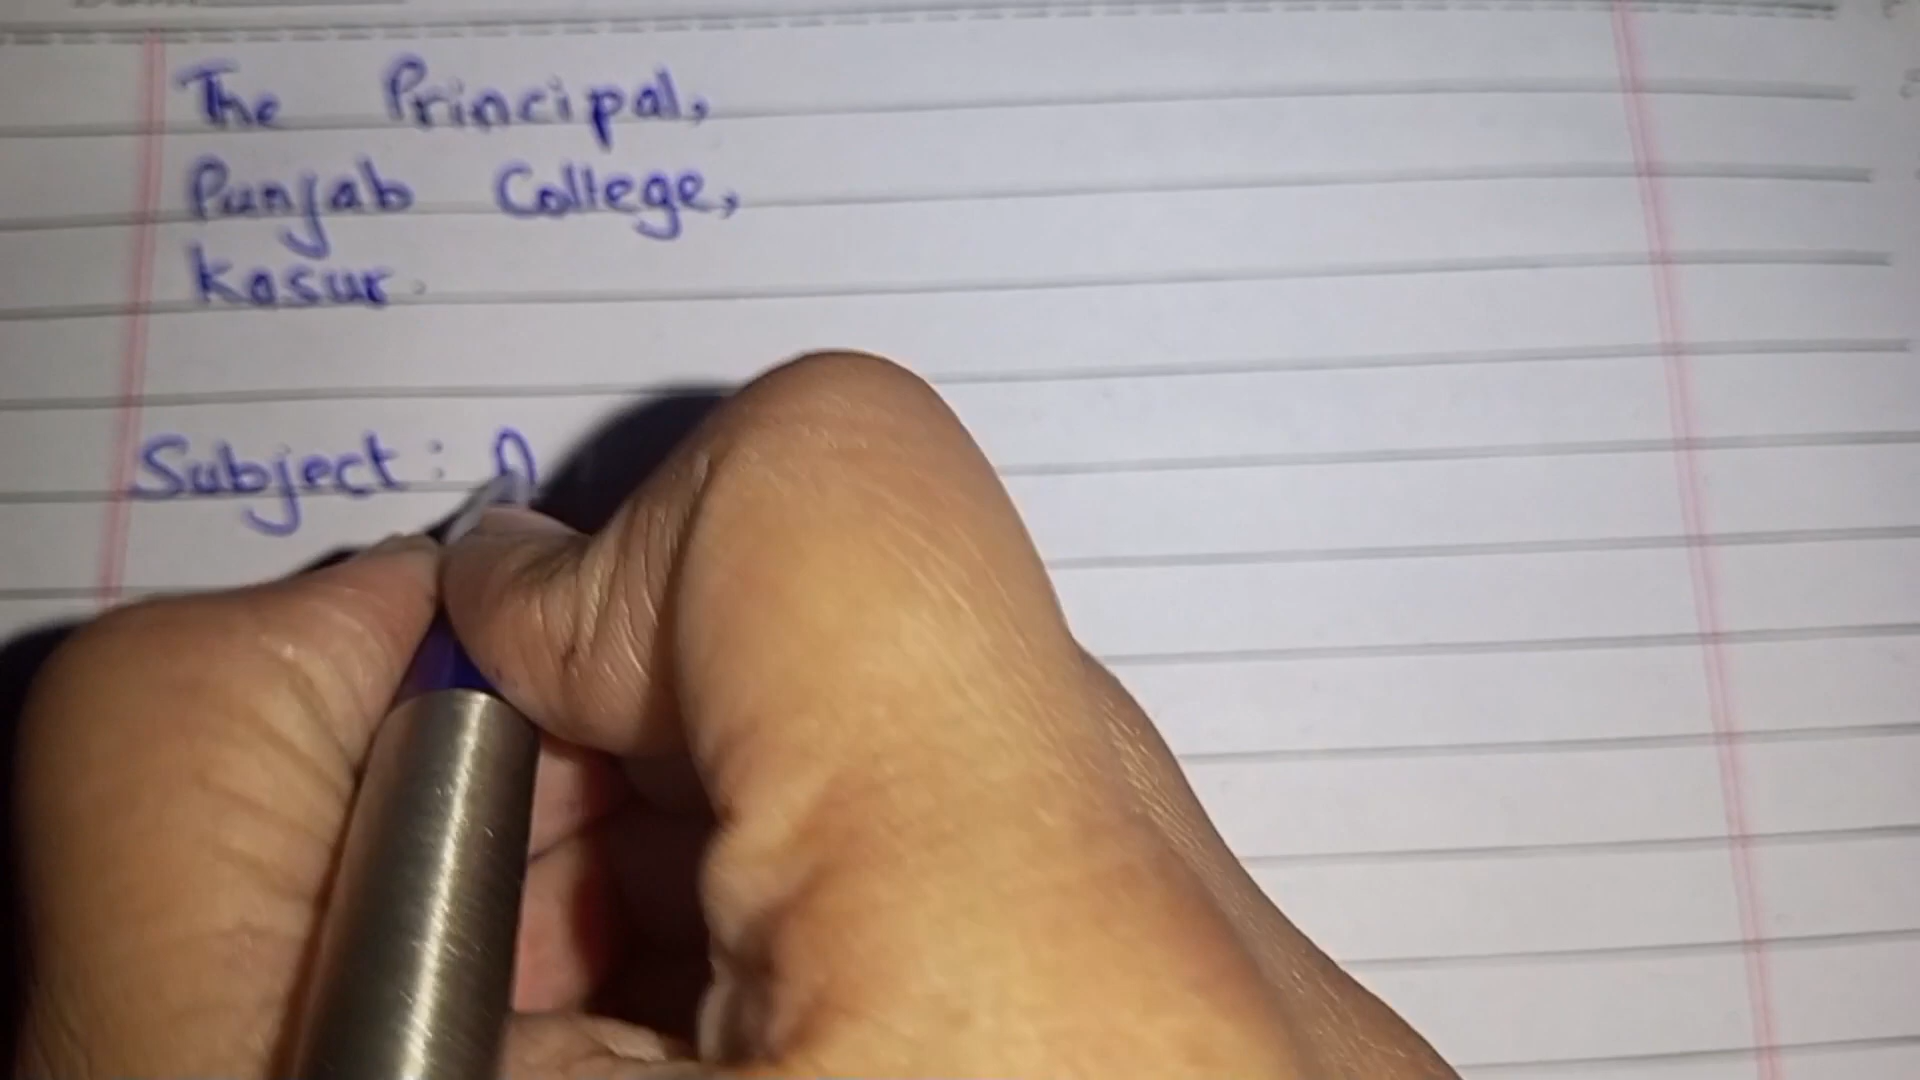 The Principal,
Punjab College,
Kasur.
Subject: A